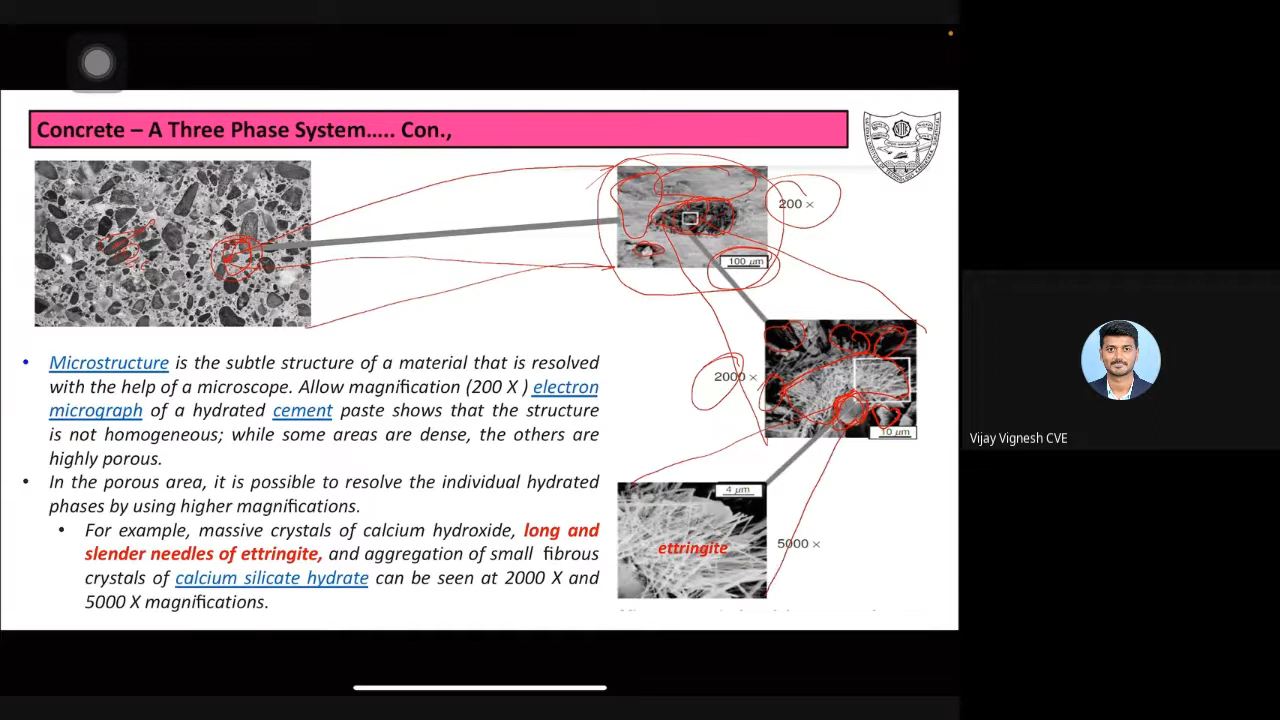 Concrete – A Three Phase System….. Con.,
200 ×
100 µm
2000 ×
10 µm
4 µm
ettringite
5000 ×
• Microstructure is the subtle structure of a material that is resolved
with the help of a microscope. Allow magnification (200 X ) electron
micrograph of a hydrated cement paste shows that the structure
is not homogeneous; while some areas are dense, the others are
highly porous.
• In the porous area, it is possible to resolve the individual hydrated
phases by using higher magnifications.
• For example, massive crystals of calcium hydroxide, long and
slender needles of ettringite, and aggregation of small fibrous
crystals of calcium silicate hydrate can be seen at 2000 X and
5000 X magnifications.
Vijay Vignesh CVE